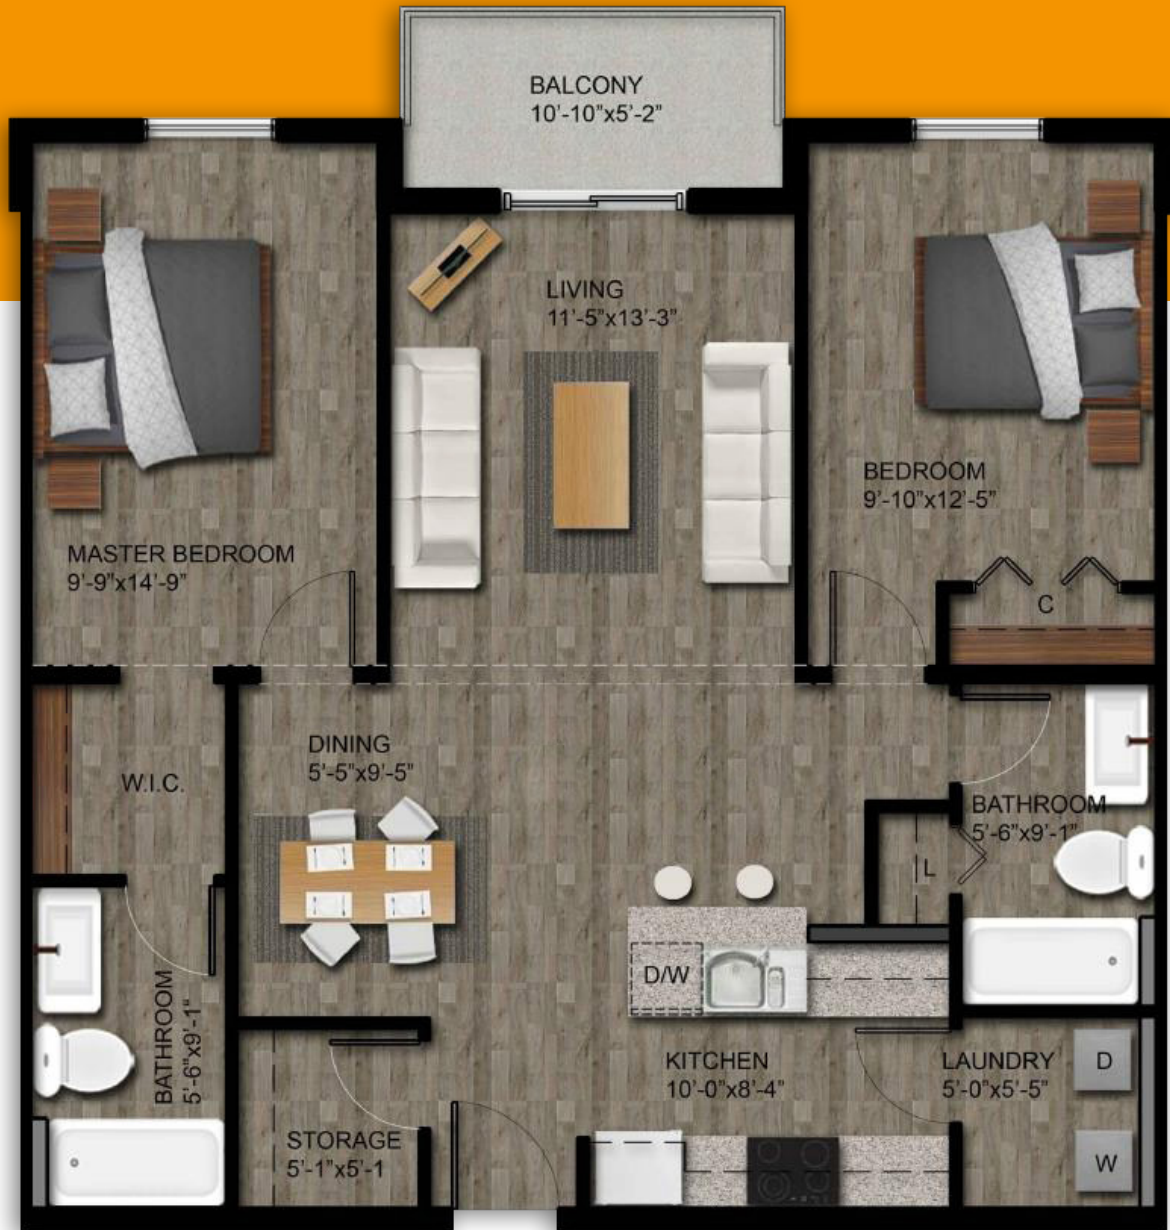 BALCONY
10'-10"x5'-2"
LIVING
11'-5"x13'-3"
BEDROOM
9'-10"x12'-5"
MASTER BEDROOM
9'-9"x14'-9"
C
DINING
5'-5"x9'-5"
W.I.C.
BATHROOM
5'-6"x9'-1"
L
D/W
BATHROOM
5'-6"x9'-1"
KITCHEN
10'-0"x8'-4"
LAUNDRY
5'-0"x5'-5"
D
STORAGE
5'-1"x5'-1
W